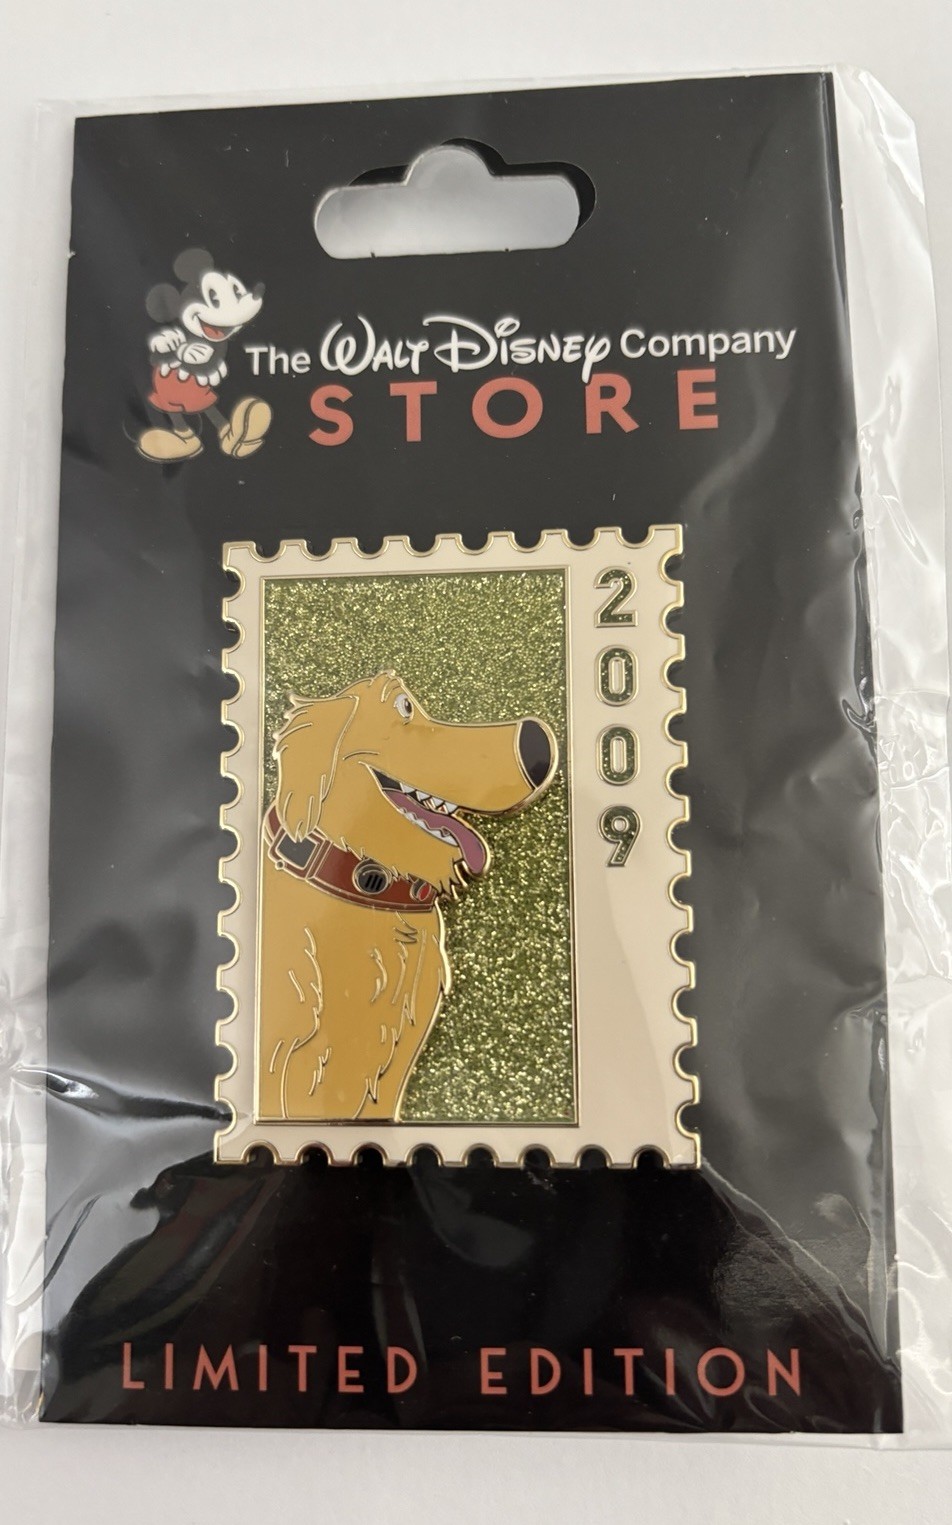 The WALT DISNEY Company
STORE
2009
LIMITED EDITION